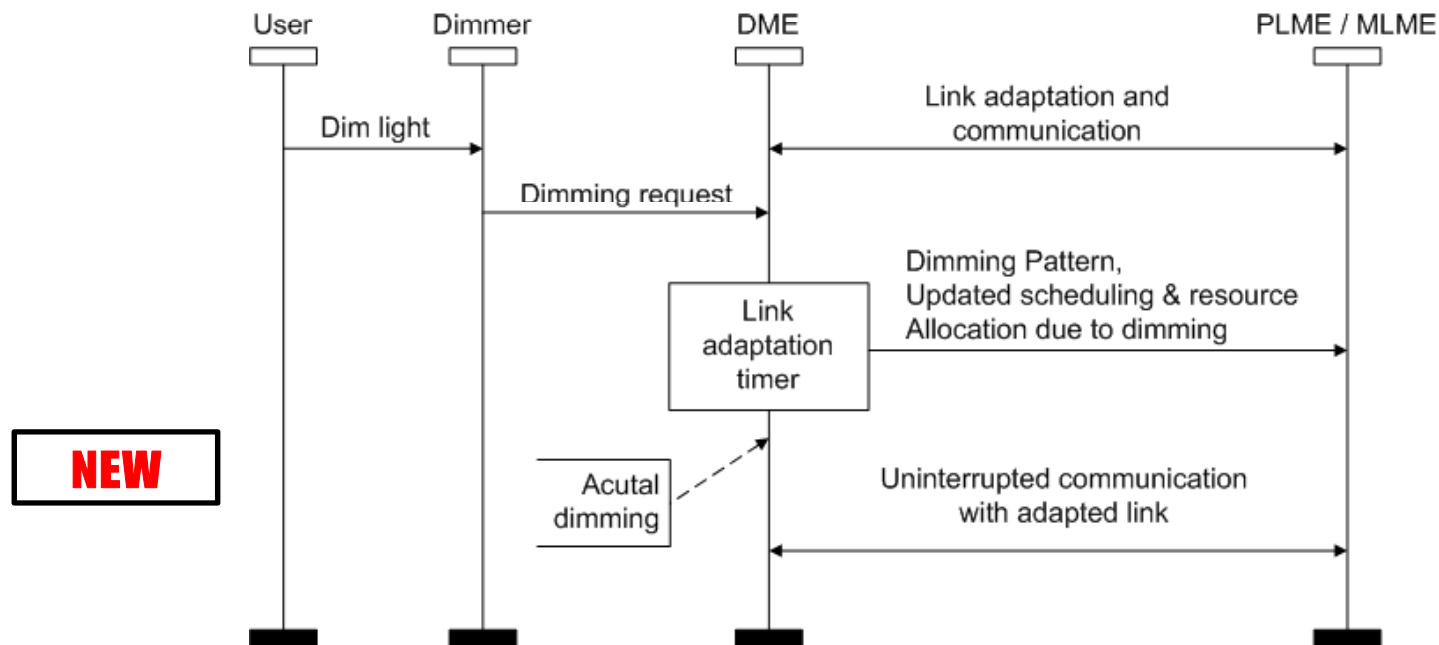 User
Dimmer
DME
PLME / MLME
Link adaptation and
communication
Dim light
Dimming request
Dimming Pattern,
Updated scheduling & resource
Allocation due to dimming
Link
adaptation
timer
NEW
Acutal
dimming
Uninterrupted communication
with adapted link